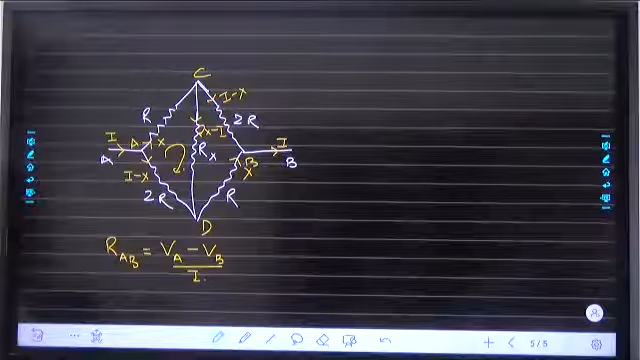 C
I-x
R
2R
I
A
x
x-I
I
A
R x
B
B
I-x
x
2R
R
D
R_AB = V_A - V_B
I
5/5